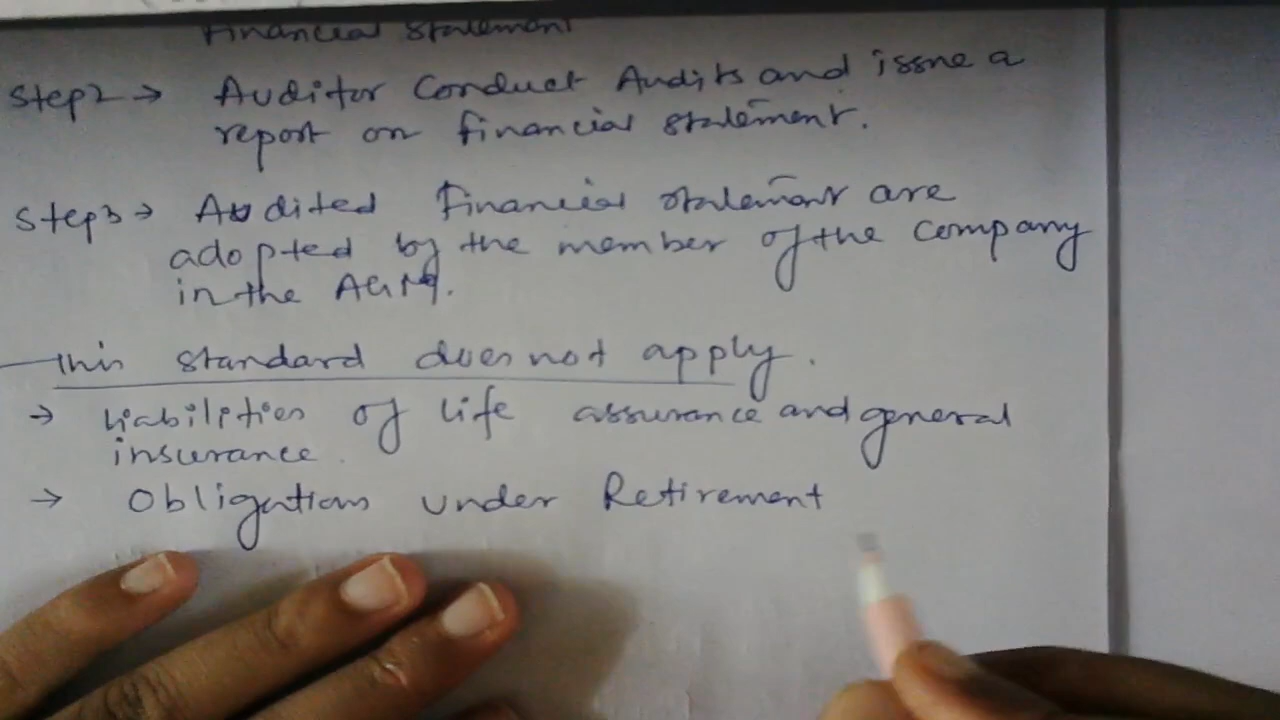 Financial Statement
Step2 → Auditor Conduct Audits and issue a
report on financial statement.
Step3 → Audited Financial statement are
adopted by the member of the company
in the AGM.
This standard does not apply.
→ Liabilities of life assurance and general
insurance.
→ Obligations under Retirement